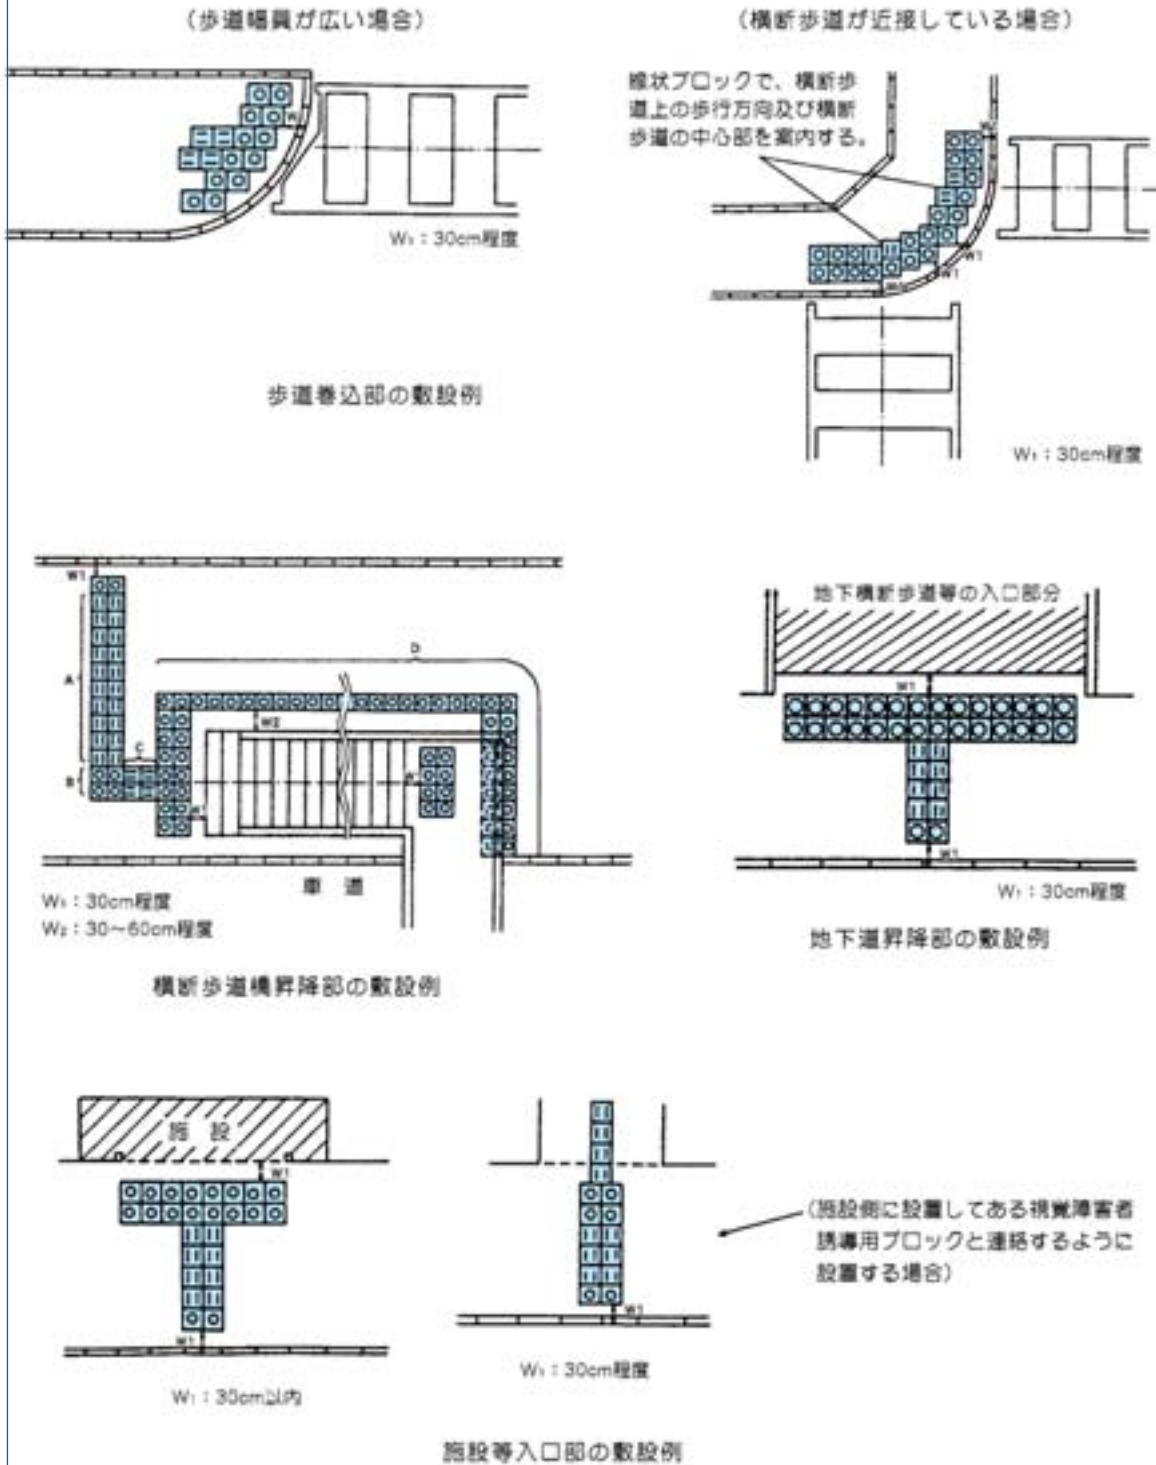 （歩道幅員が広い場合）
W₁：30cm程度
歩道巻込部の敷設例
（横断歩道が近接している場合）
線状ブロックで、横断歩
道上の歩行方向及び横断
歩道の中心部を案内する。
W1
W1
W₁：30cm程度
W1
A
B
C
D
W2
車道
W₁：30cm程度
W₂：30～60cm程度
横断歩道橋昇降部の敷設例
地下横断歩道等の入口部分
W1
W1
W₁：30cm程度
地下道昇降部の敷設例
施設
W1
W1
W₁：30cm以内
W1
W₁：30cm程度
（施設側に設置してある視覚障害者
誘導用ブロックと連絡するように
設置する場合）
施設等入口部の敷設例